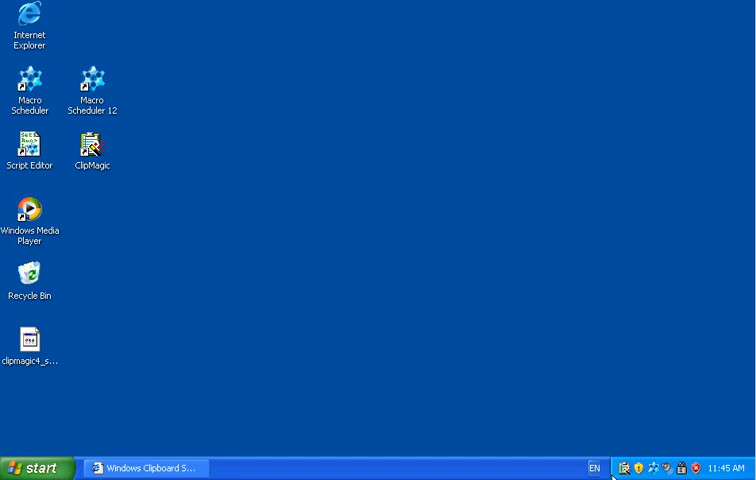 Internet
Explorer
Macro
Scheduler
Macro
Scheduler 12
Script Editor
ClipMagic
Windows Media
Player
Recycle Bin
clipmagic4_s...
start
Windows Clipboard S...
EN
11:45 AM